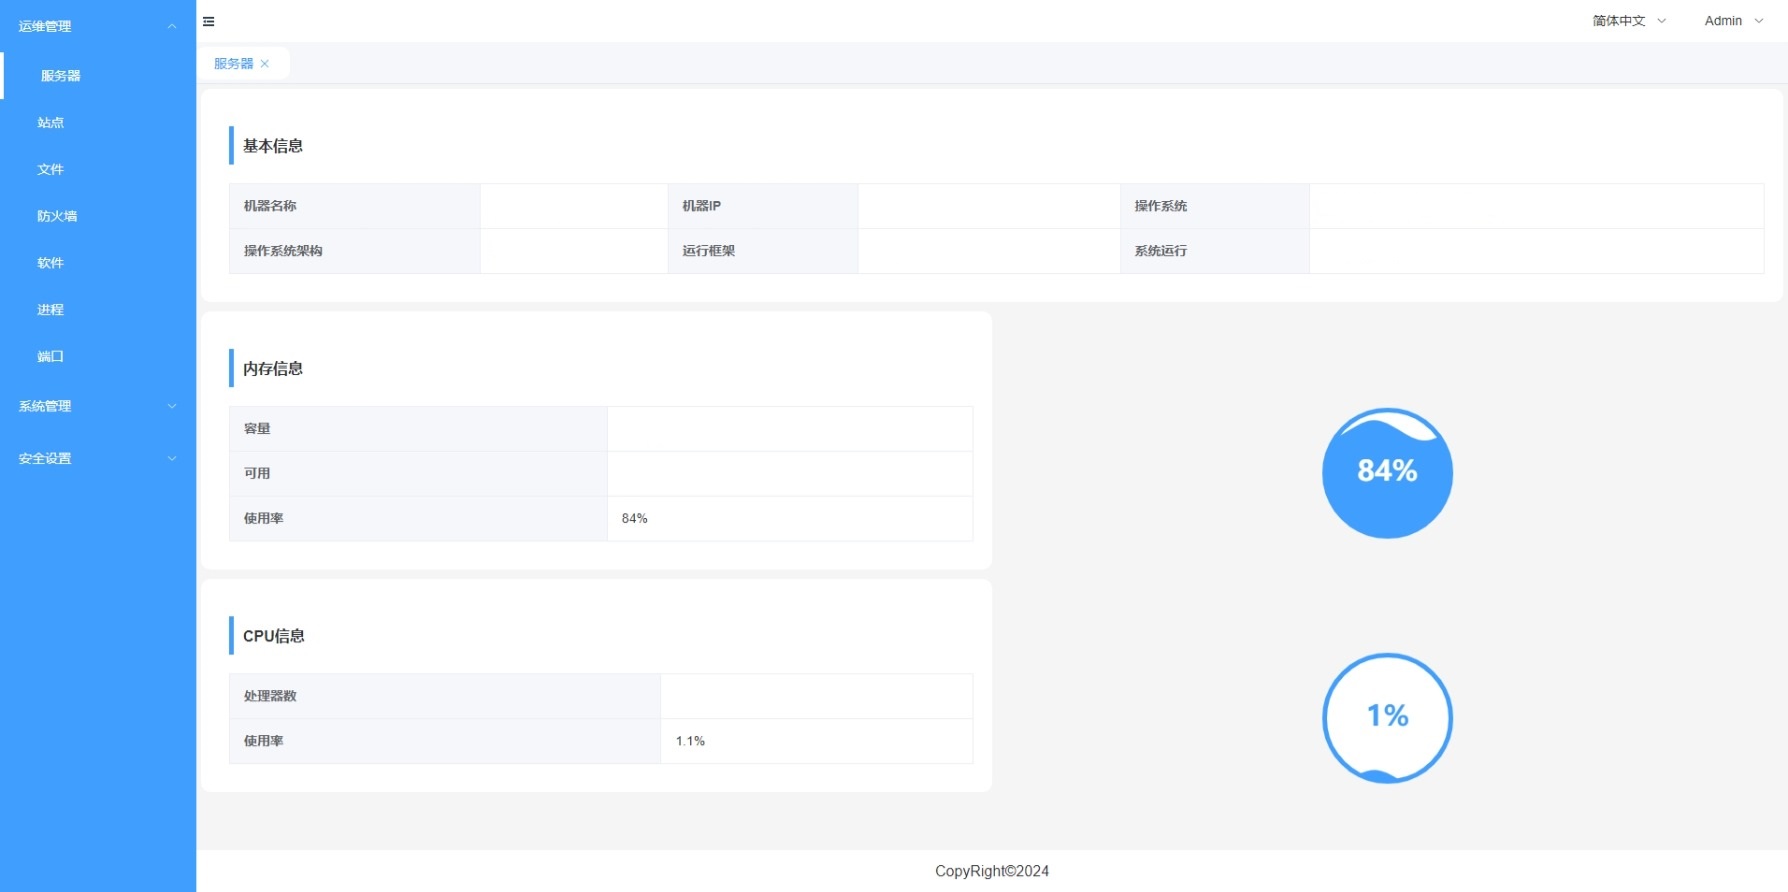 运维管理
服务器
站点
文件
防火墙
软件
进程
端口
系统管理
安全设置
简体中文
Admin
服务器
基本信息
机器名称
机器IP
操作系统
操作系统架构
运行框架
系统运行
内存信息
容量
可用
使用率
84%
84%
CPU信息
处理器数
使用率
1.1%
1%
CopyRight©2024